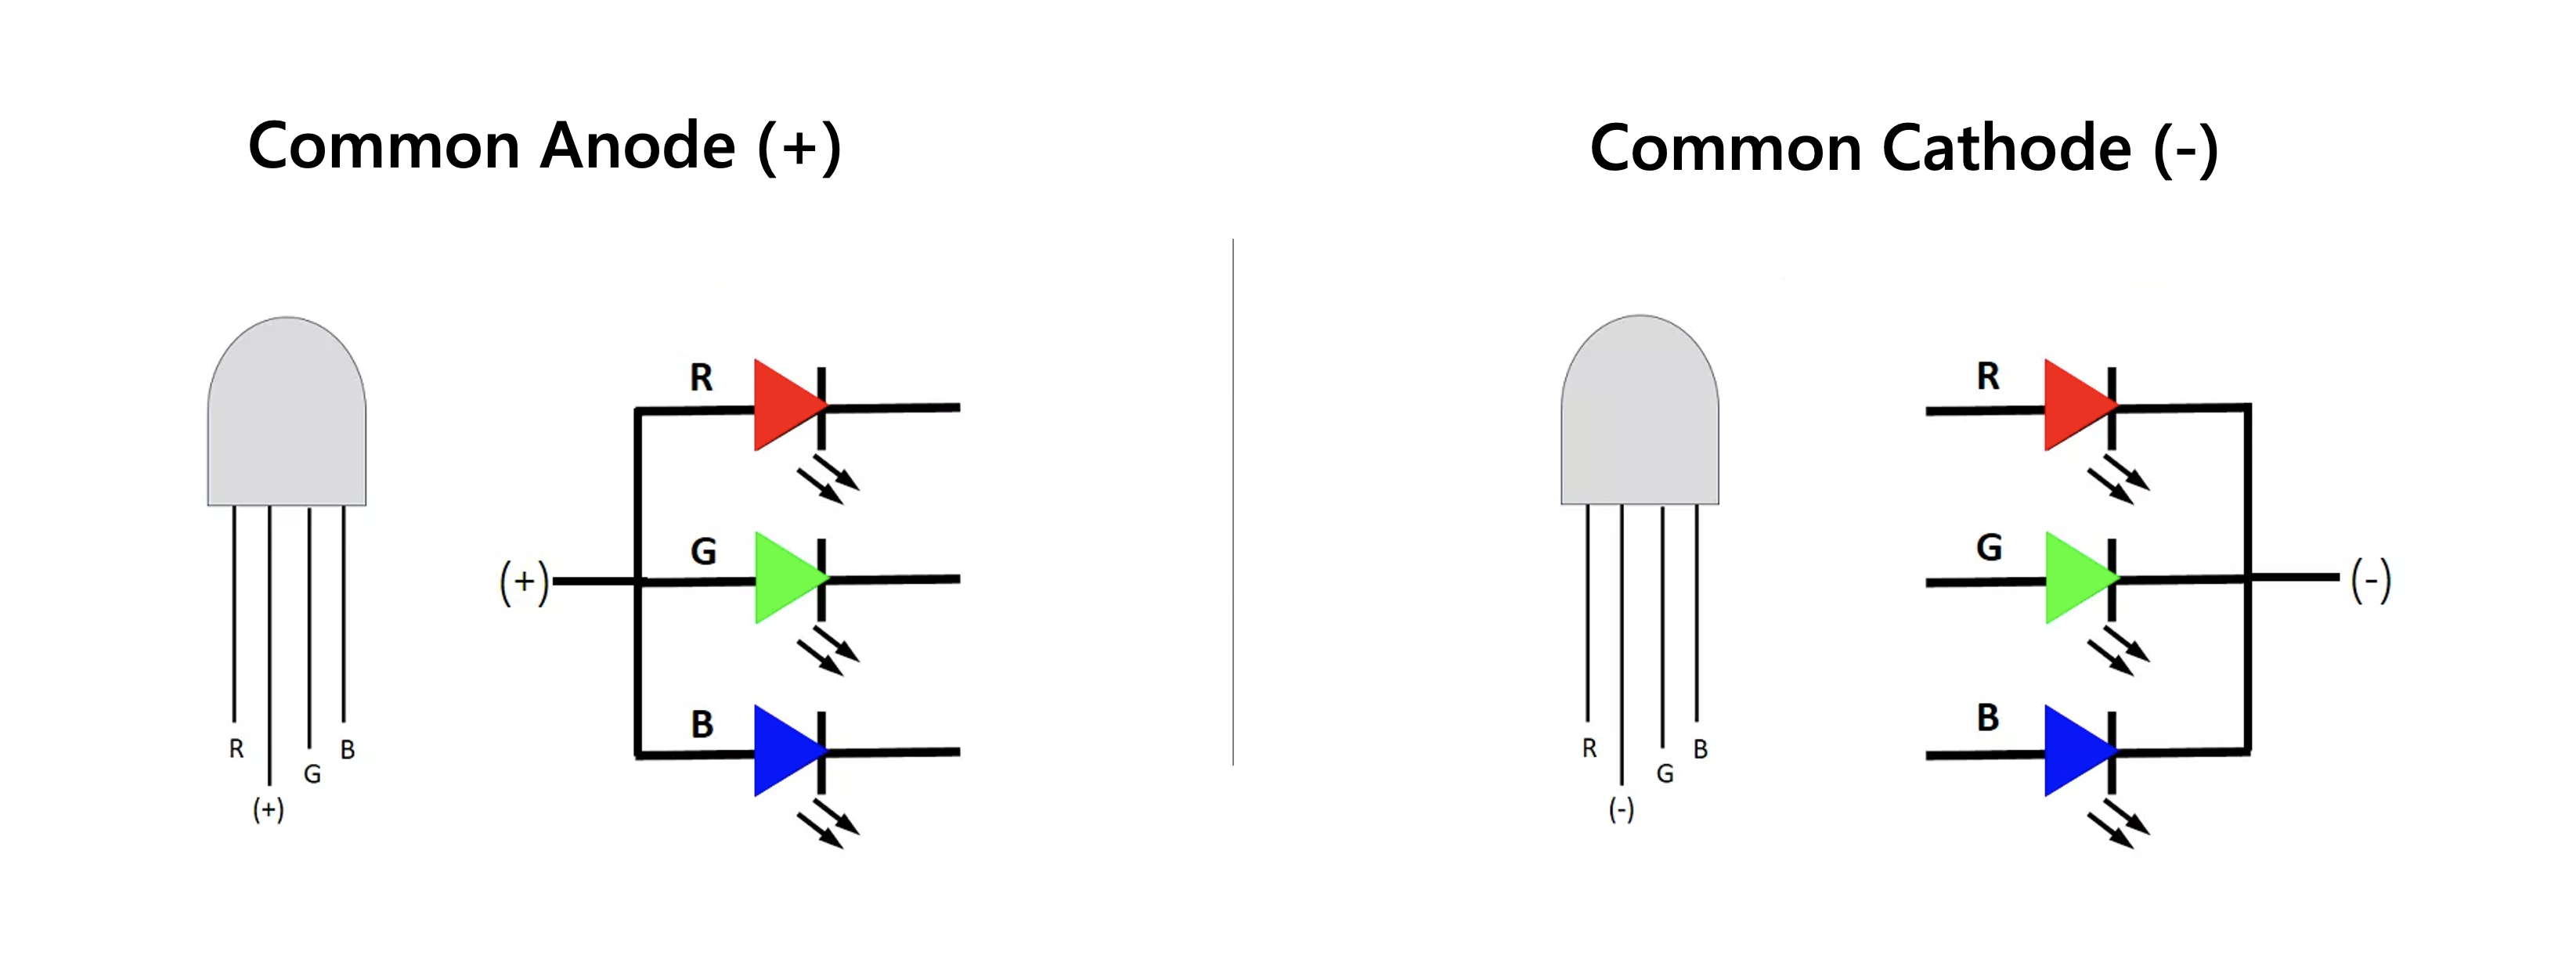 Common Anode (+)
Common Cathode (-)
R
G
B
(+)
R
(+)
G
B
R
G
B
(-)
R
(-)
G
B